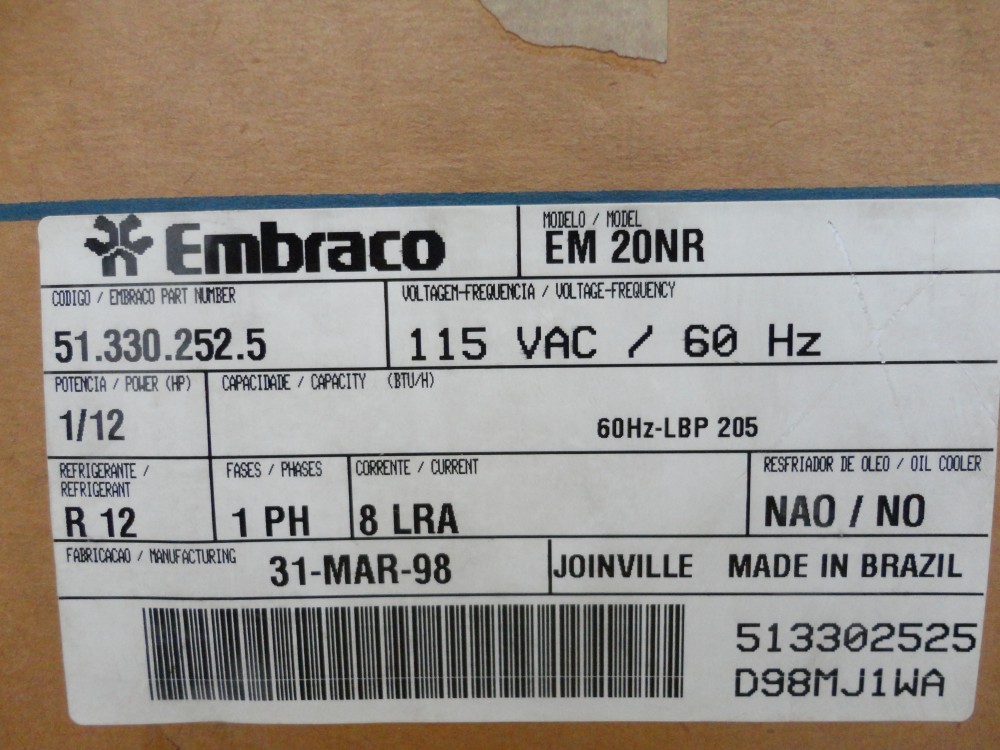 Embraco
MODELO / MODEL
EM 20NR
CODIGO / EMBRACO PART NUMBER
51.330.252.5
VOLTAGEM-FREQUENCIA / VOLTAGE-FREQUENCY
115 VAC / 60 Hz
POTENCIA / POWER (HP)
1/12
CAPACIDADE / CAPACITY (BTU/H)
60Hz-LBP 205
REFRIGERANTE /
REFRIGERANT
R 12
FASES / PHASES
1 PH
CORRENTE / CURRENT
8 LRA
RESFRIADOR DE OLEO / OIL COOLER
NAO / NO
FABRICACAO / MANUFACTURING
31-MAR-98
JOINVILLE MADE IN BRAZIL
513302525
D98MJ1WA